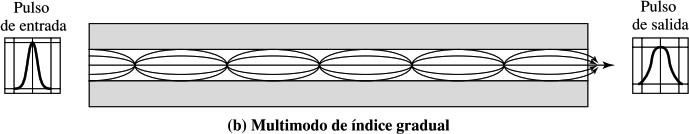 Pulso
de entrada
Pulso
de salida
(b) Multimodo de índice gradual